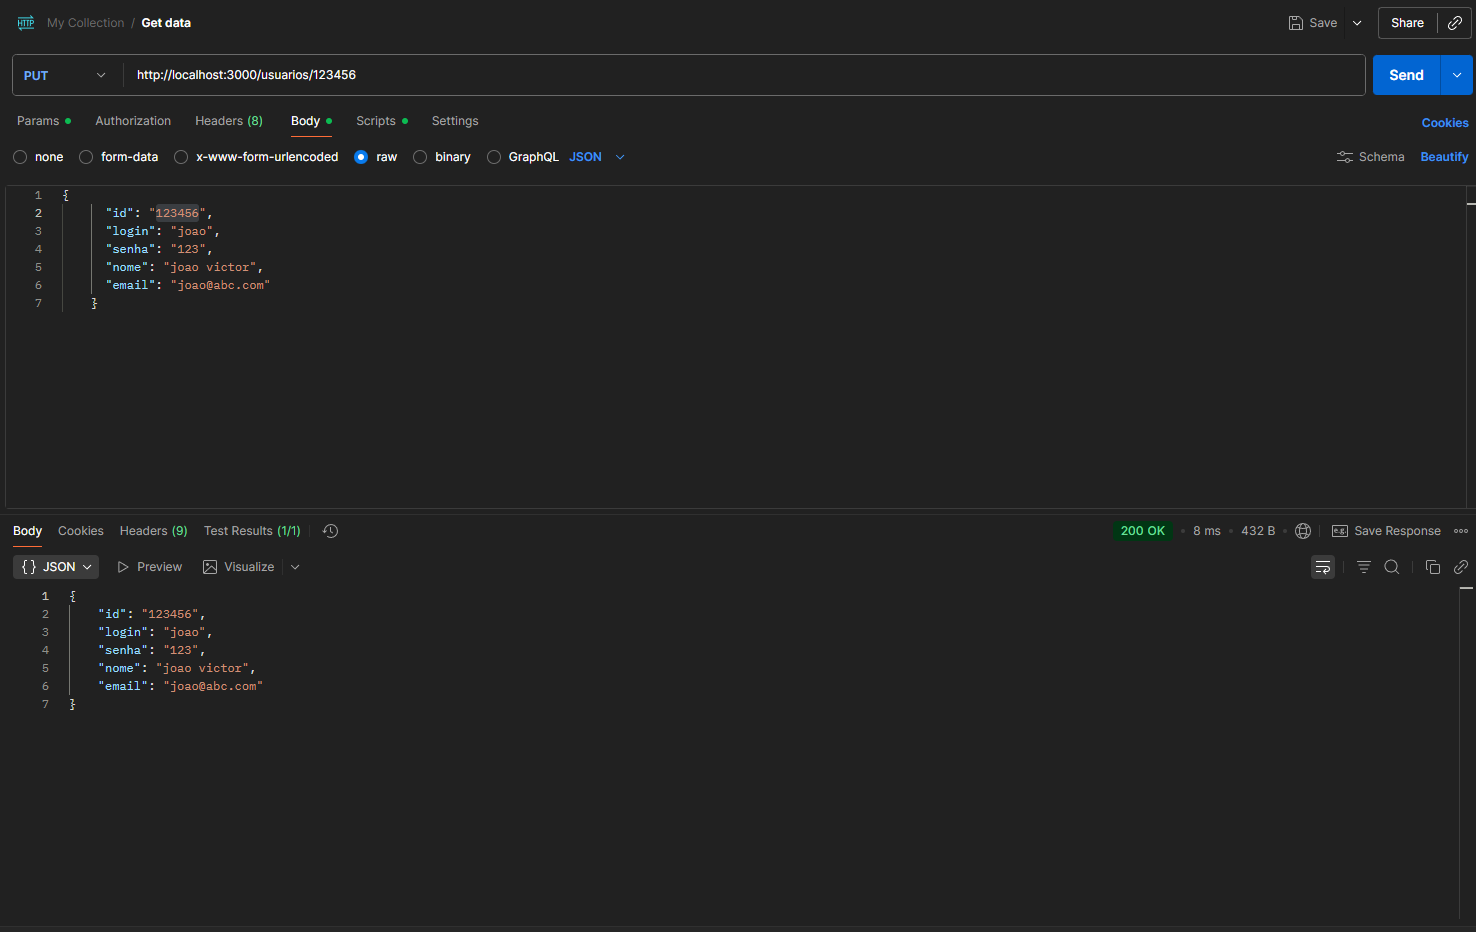 HTTP My Collection / Get data Save Share
PUT http://localhost:3000/usuarios/123456 Send
Params Authorization Headers (8) Body Scripts Settings Cookies
none form-data x-www-form-urlencoded raw binary GraphQL JSON Schema Beautify
1 {
2 "id": "123456",
3 "login": "joao",
4 "senha": "123",
5 "nome": "joao victor",
6 "email": "joao@abc.com"
7 }
Body Cookies Headers (9) Test Results (1/1) 200 OK • 8 ms • 432 B • e.g. Save Response
{} JSON Preview Visualize
1 {
2 "id": "123456",
3 "login": "joao",
4 "senha": "123",
5 "nome": "joao victor",
6 "email": "joao@abc.com"
7 }